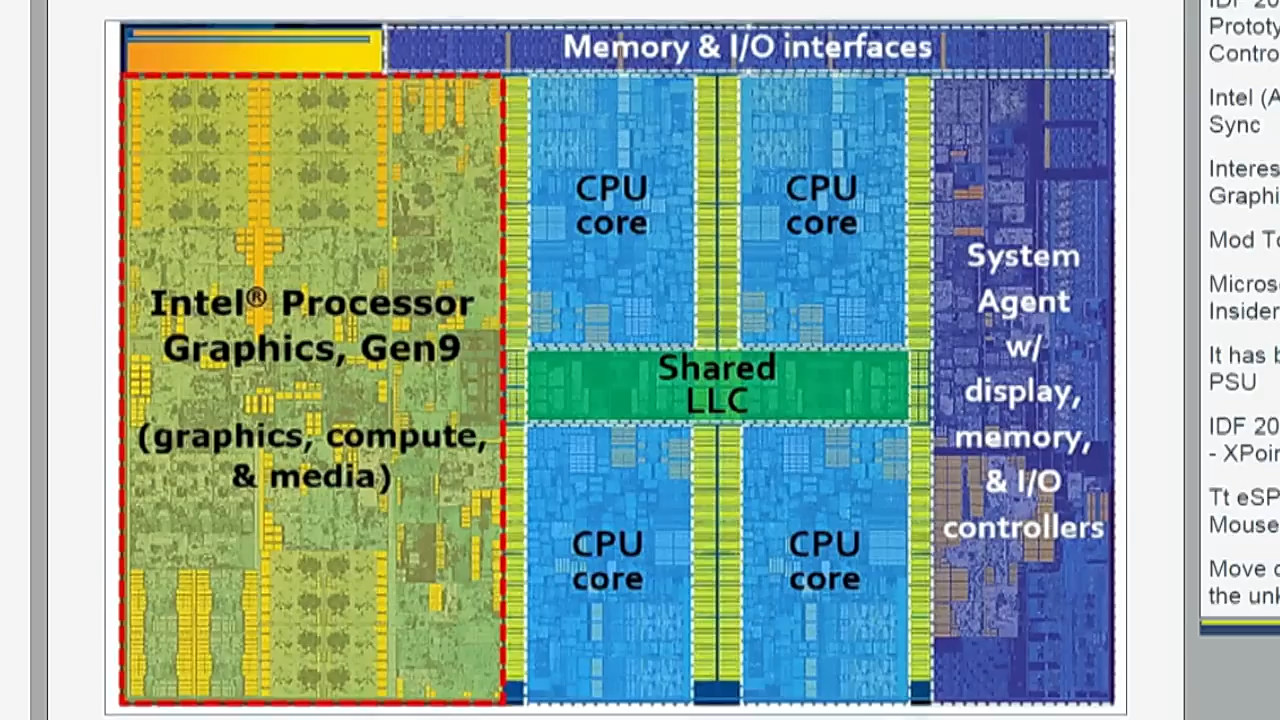 Memory & I/O interfaces
CPU
core
CPU
core
Intel® Processor
Graphics, Gen9
(graphics, compute,
& media)
Shared
LLC
System
Agent
w/
display,
memory,
& I/O
controllers
CPU
core
CPU
core
IDF 20
Prototy
Contro
Intel (A
Sync
Interes
Graphi
Mod To
Micros
Insider
It has b
PSU
IDF 20
- XPoin
Tt eSP
Mouse
Move o
the unk